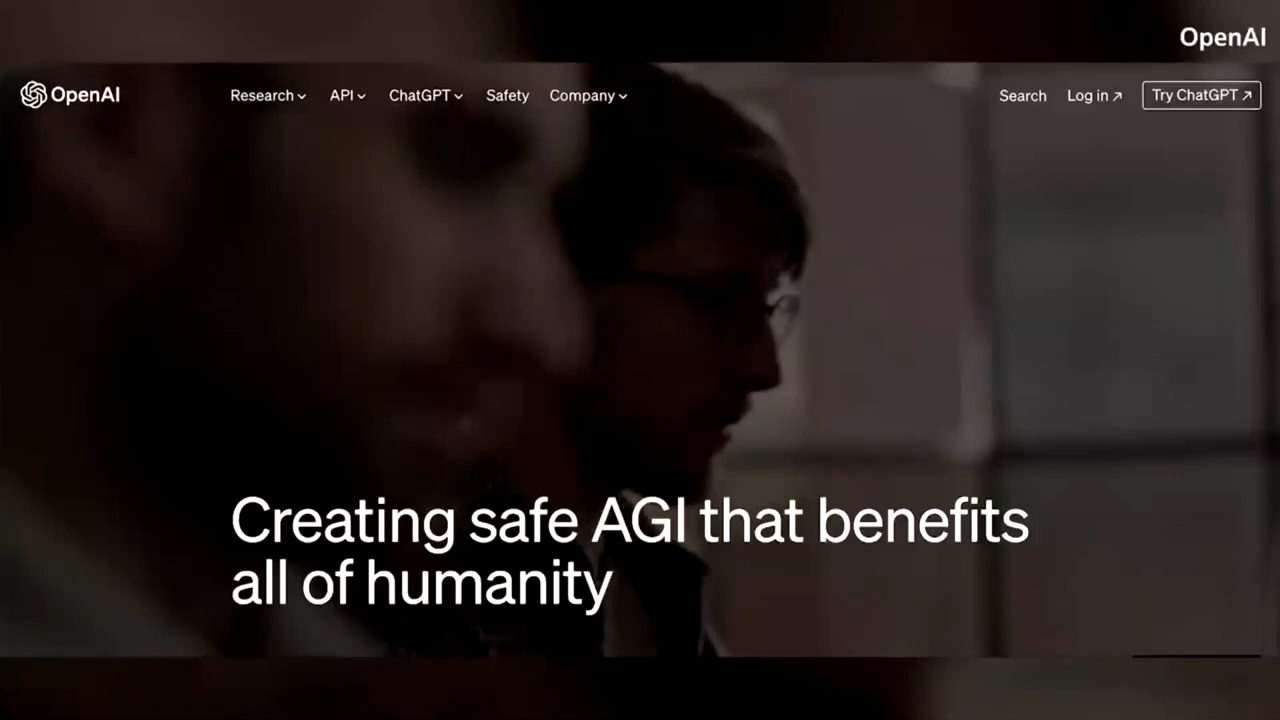 OpenAI
OpenAI Research API ChatGPT Safety Company Search Log in Try ChatGPT
Creating safe AGI that benefits
all of humanity